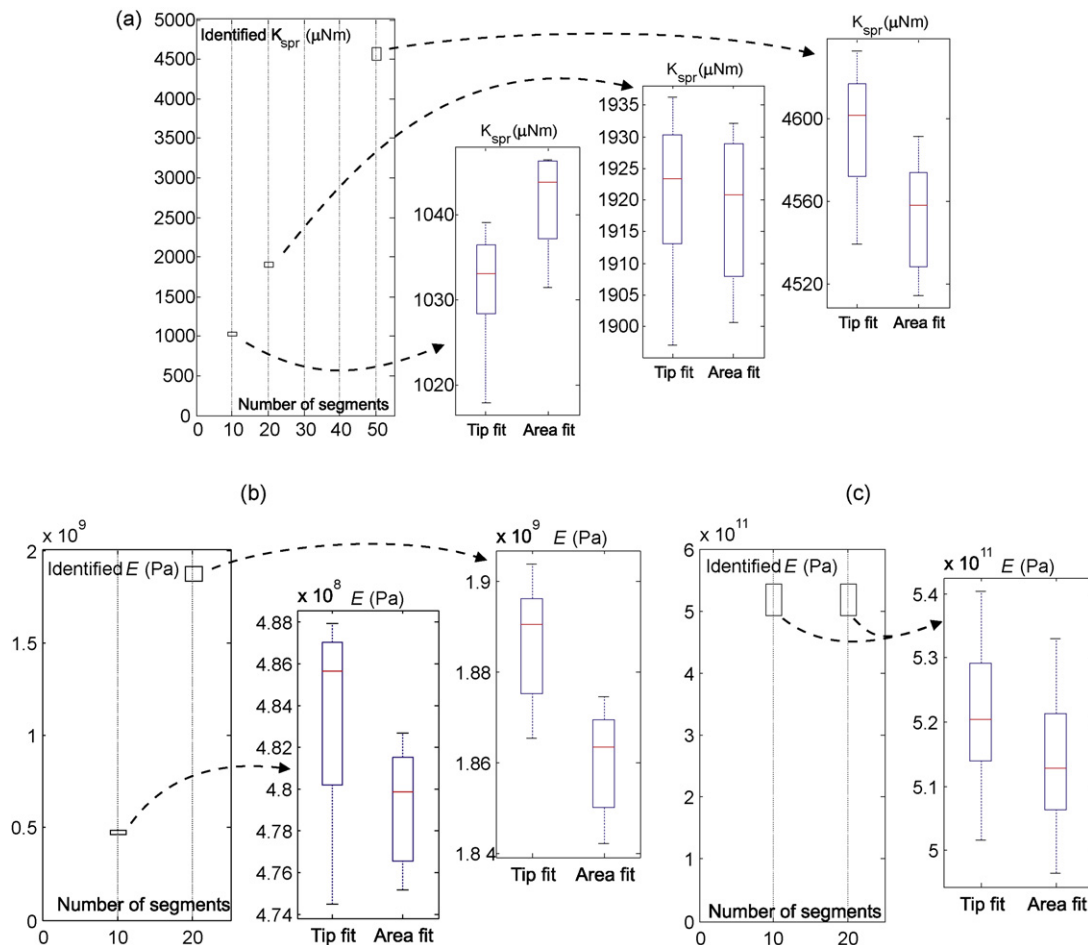 (a)
Identified Kspr (μNm)
5000
4500
4000
3500
3000
2500
2000
1500
1000
500
0
Number of segments
0 10 20 30 40 50
Kspr(μNm)
1040
1030
1020
Tip fit Area fit
Kspr(μNm)
1935
1930
1925
1920
1915
1910
1905
1900
Tip fit Area fit
Kspr(μNm)
4600
4560
4520
Tip fit Area fit
(b)
x 10^9
Identified E (Pa)
2
1.5
1
0.5
0
Number of segments
10 20
x 10^8 E (Pa)
4.88
4.86
4.84
4.82
4.8
4.78
4.76
4.74
Tip fit Area fit
x 10^9 E (Pa)
1.9
1.88
1.86
1.8 4
Tip fit Area fit
(c)
x 10^11
Identified E (Pa)
6
5
4
3
2
1
0
Number of segments
10 20
x 10^11 E (Pa)
5.4
5.3
5.2
5.1
5
Tip fit Area fit